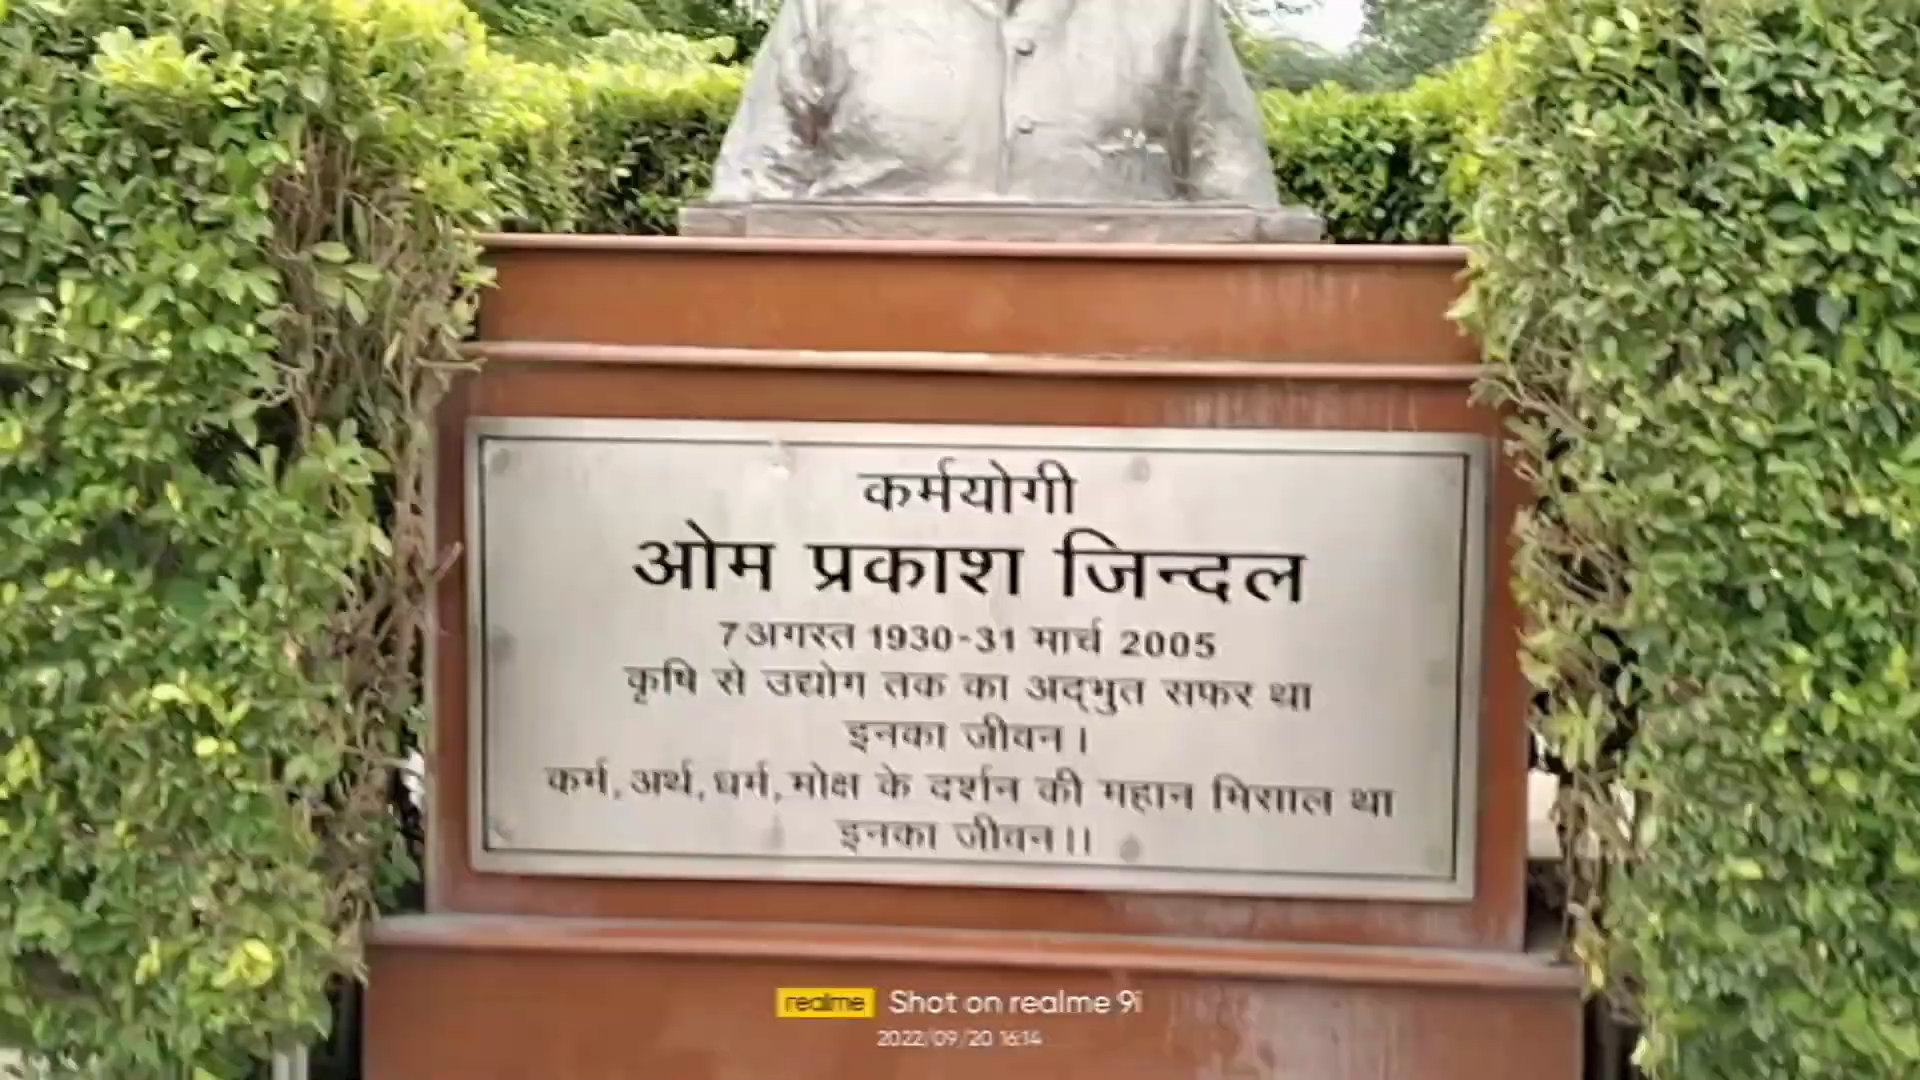 कर्मयोगी
ओम प्रकाश जिन्दल
7 अगस्त 1930-31 मार्च 2005
कृषि से उद्योग तक का अद्भुत सफर था
इनका जीवन।
कर्म, अर्थ, धर्म, मोक्ष के दर्शन की महान मिसाल था
इनका जीवन।।
realme Shot on realme 9i
2022/09/20 16:14